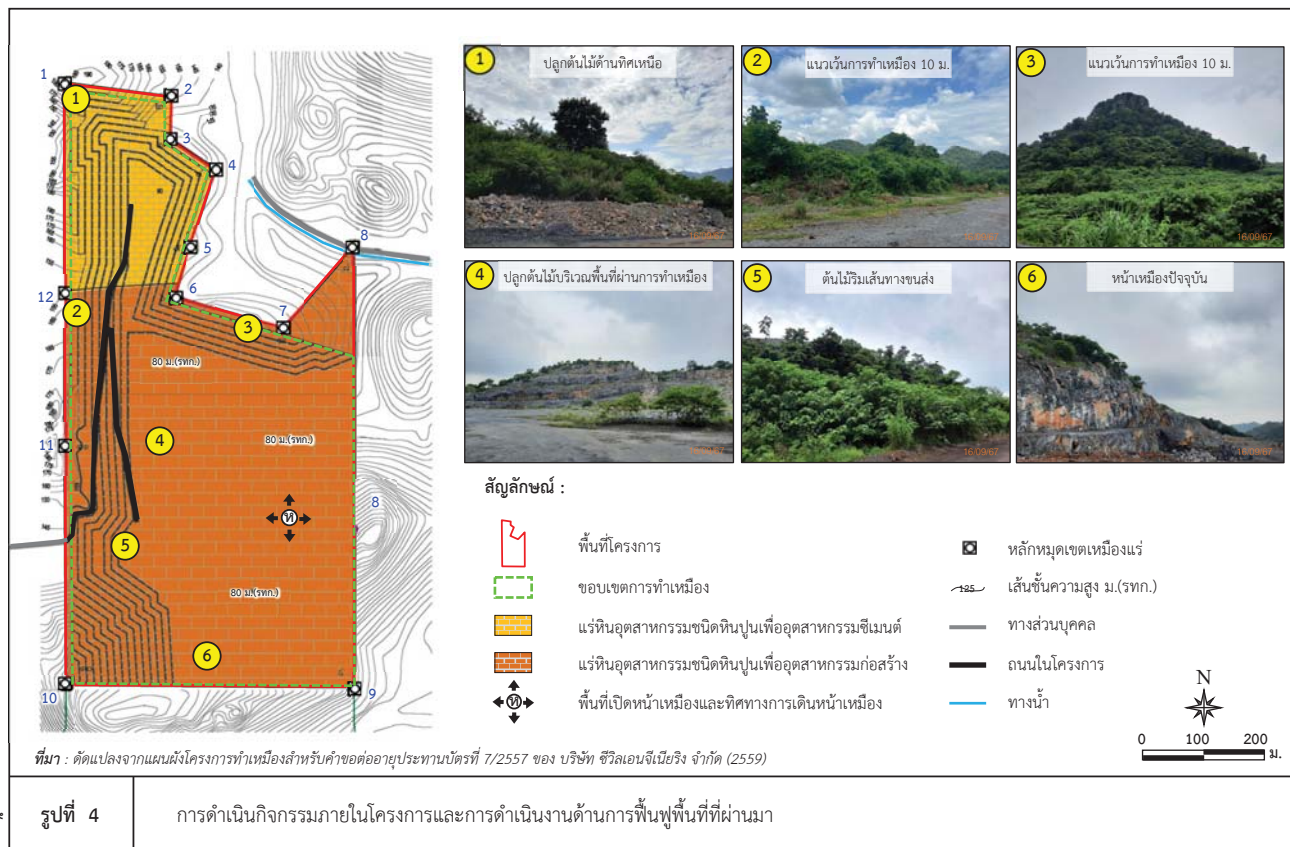 1
ปลูกต้นไม้ด้านทิศเหนือ
16/09/67
2
แนวเว้นการทำเหมือง 10 ม.
16/09/67
3
แนวเว้นการทำเหมือง 10 ม.
16/09/67
4
ปลูกต้นไม้บริเวณพื้นที่ผ่านการทำเหมือง
16/09/67
5
ต้นไม้ริมเส้นทางขนส่ง
16/09/67
6
หน้าเหมืองปัจจุบัน
16/09/67
1
2
1
3
4
5
8
12
6
2
3
7
80 ม.(รทก.)
4
80 ม.(รทก.)
11
ห
8
5
80 ม.(รทก.)
6
10
9
สัญลักษณ์ :
พื้นที่โครงการ
ขอบเขตการทำเหมือง
แร่หินอุตสาหกรรมชนิดหินปูนเพื่ออุตสาหกรรมซีเมนต์
แร่หินอุตสาหกรรมชนิดหินปูนเพื่ออุตสาหกรรมก่อสร้าง
ห พื้นที่เปิดหน้าเหมืองและทิศทางการเดินหน้าเหมือง
หลักหมุดเขตเหมืองแร่
125 เส้นชั้นความสูง ม.(รทก.)
ทางส่วนบุคคล
ถนนในโครงการ
ทางน้ำ
N
0 100 200
ม.
ที่มา : ดัดแปลงจากแผนผังโครงการทำเหมืองสำหรับคำขอต่ออายุประทานบัตรที่ 7/2557 ของ บริษัท ซีวิลเอนจีเนียริง จำกัด (2559)
รูปที่ 4 การดำเนินกิจกรรมภายในโครงการและการดำเนินงานด้านการฟื้นฟูพื้นที่ที่ผ่านมา